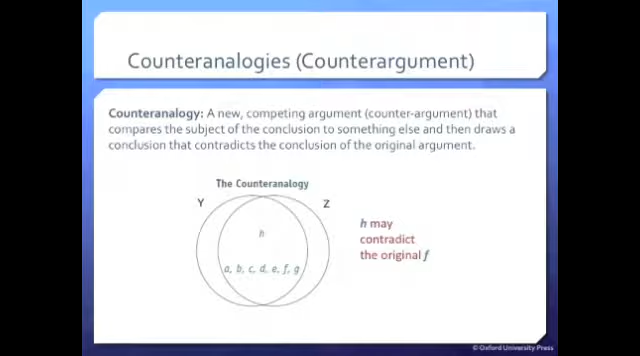 Counteranalogies (Counterargument)
Counteranalogy: A new, competing argument (counter-argument) that
compares the subject of the conclusion to something else and then draws a
conclusion that contradicts the conclusion of the original argument.
The Counteranalogy
Y
Z
h
a, b, c, d, e, f, g
h may
contradict
the original f
© Oxford University Press